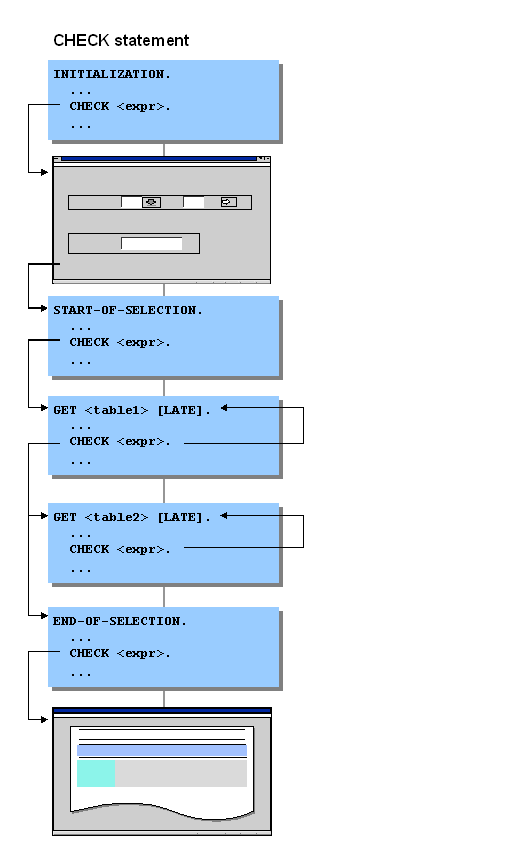 CHECK statement
INITIALIZATION.
...
CHECK <expr>.
...
START-OF-SELECTION.
...
CHECK <expr>.
...
GET <table1> [LATE].
...
CHECK <expr>.
...
GET <table2> [LATE].
...
CHECK <expr>.
...
END-OF-SELECTION.
...
CHECK <expr>.
...